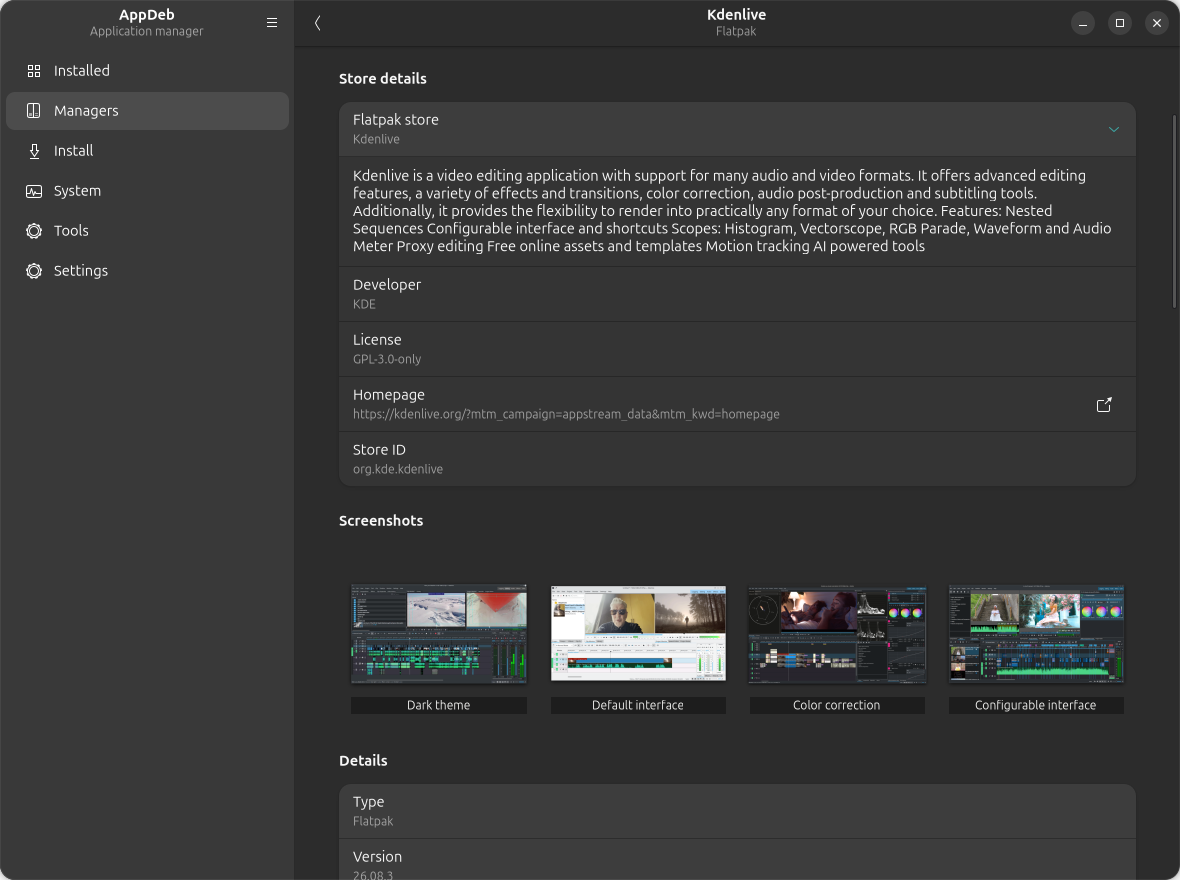 AppDeb
Application manager
Installed
Managers
Install
System
Tools
Settings
Kdenlive
Flatpak
Store details
Flatpak store
Kdenlive
Kdenlive is a video editing application with support for many audio and video formats. It offers advanced editing
features, a variety of effects and transitions, color correction, audio post-production and subtitling tools.
Additionally, it provides the flexibility to render into practically any format of your choice. Features: Nested
Sequences Configurable interface and shortcuts Scopes: Histogram, Vectorscope, RGB Parade, Waveform and Audio
Meter Proxy editing Free online assets and templates Motion tracking AI powered tools
Developer
KDE
License
GPL-3.0-only
Homepage
https://kdenlive.org/?mtm_campaign=appstream_data&mtm_kwd=homepage
Store ID
org.kde.kdenlive
Screenshots
Dark theme
Default interface
Color correction
Configurable interface
Details
Type
Flatpak
Version
26.08.3